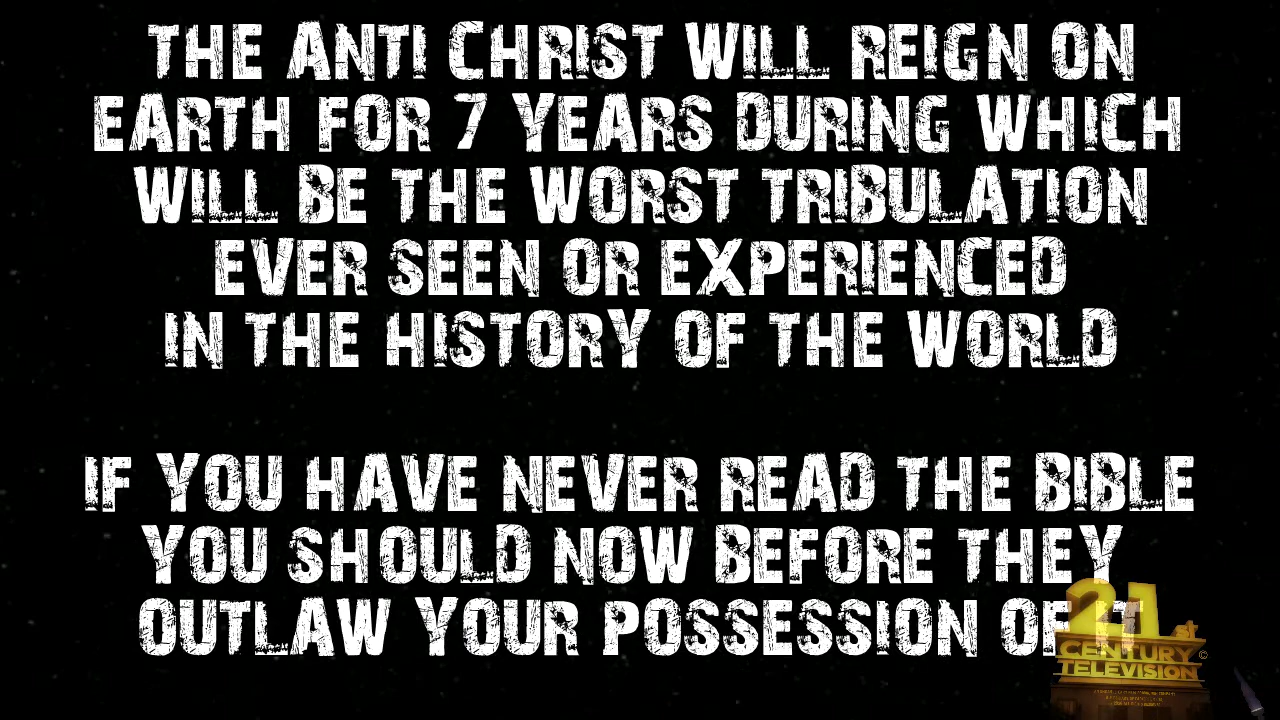 THE ANTI CHRIST WILL REIGN ON
EARTH FOR 7 YEARS DURING WHICH
WILL BE THE WORST TRIBULATION
EVER SEEN OR EXPERIENCED
IN THE HISTORY OF THE WORLD
IF YOU HAVE NEVER READ THE BIBLE
YOU SHOULD NOW BEFORE THEY
OUTLAW YOUR POSSESSION OF IT
21st
CENTURY ©
TELEVISION